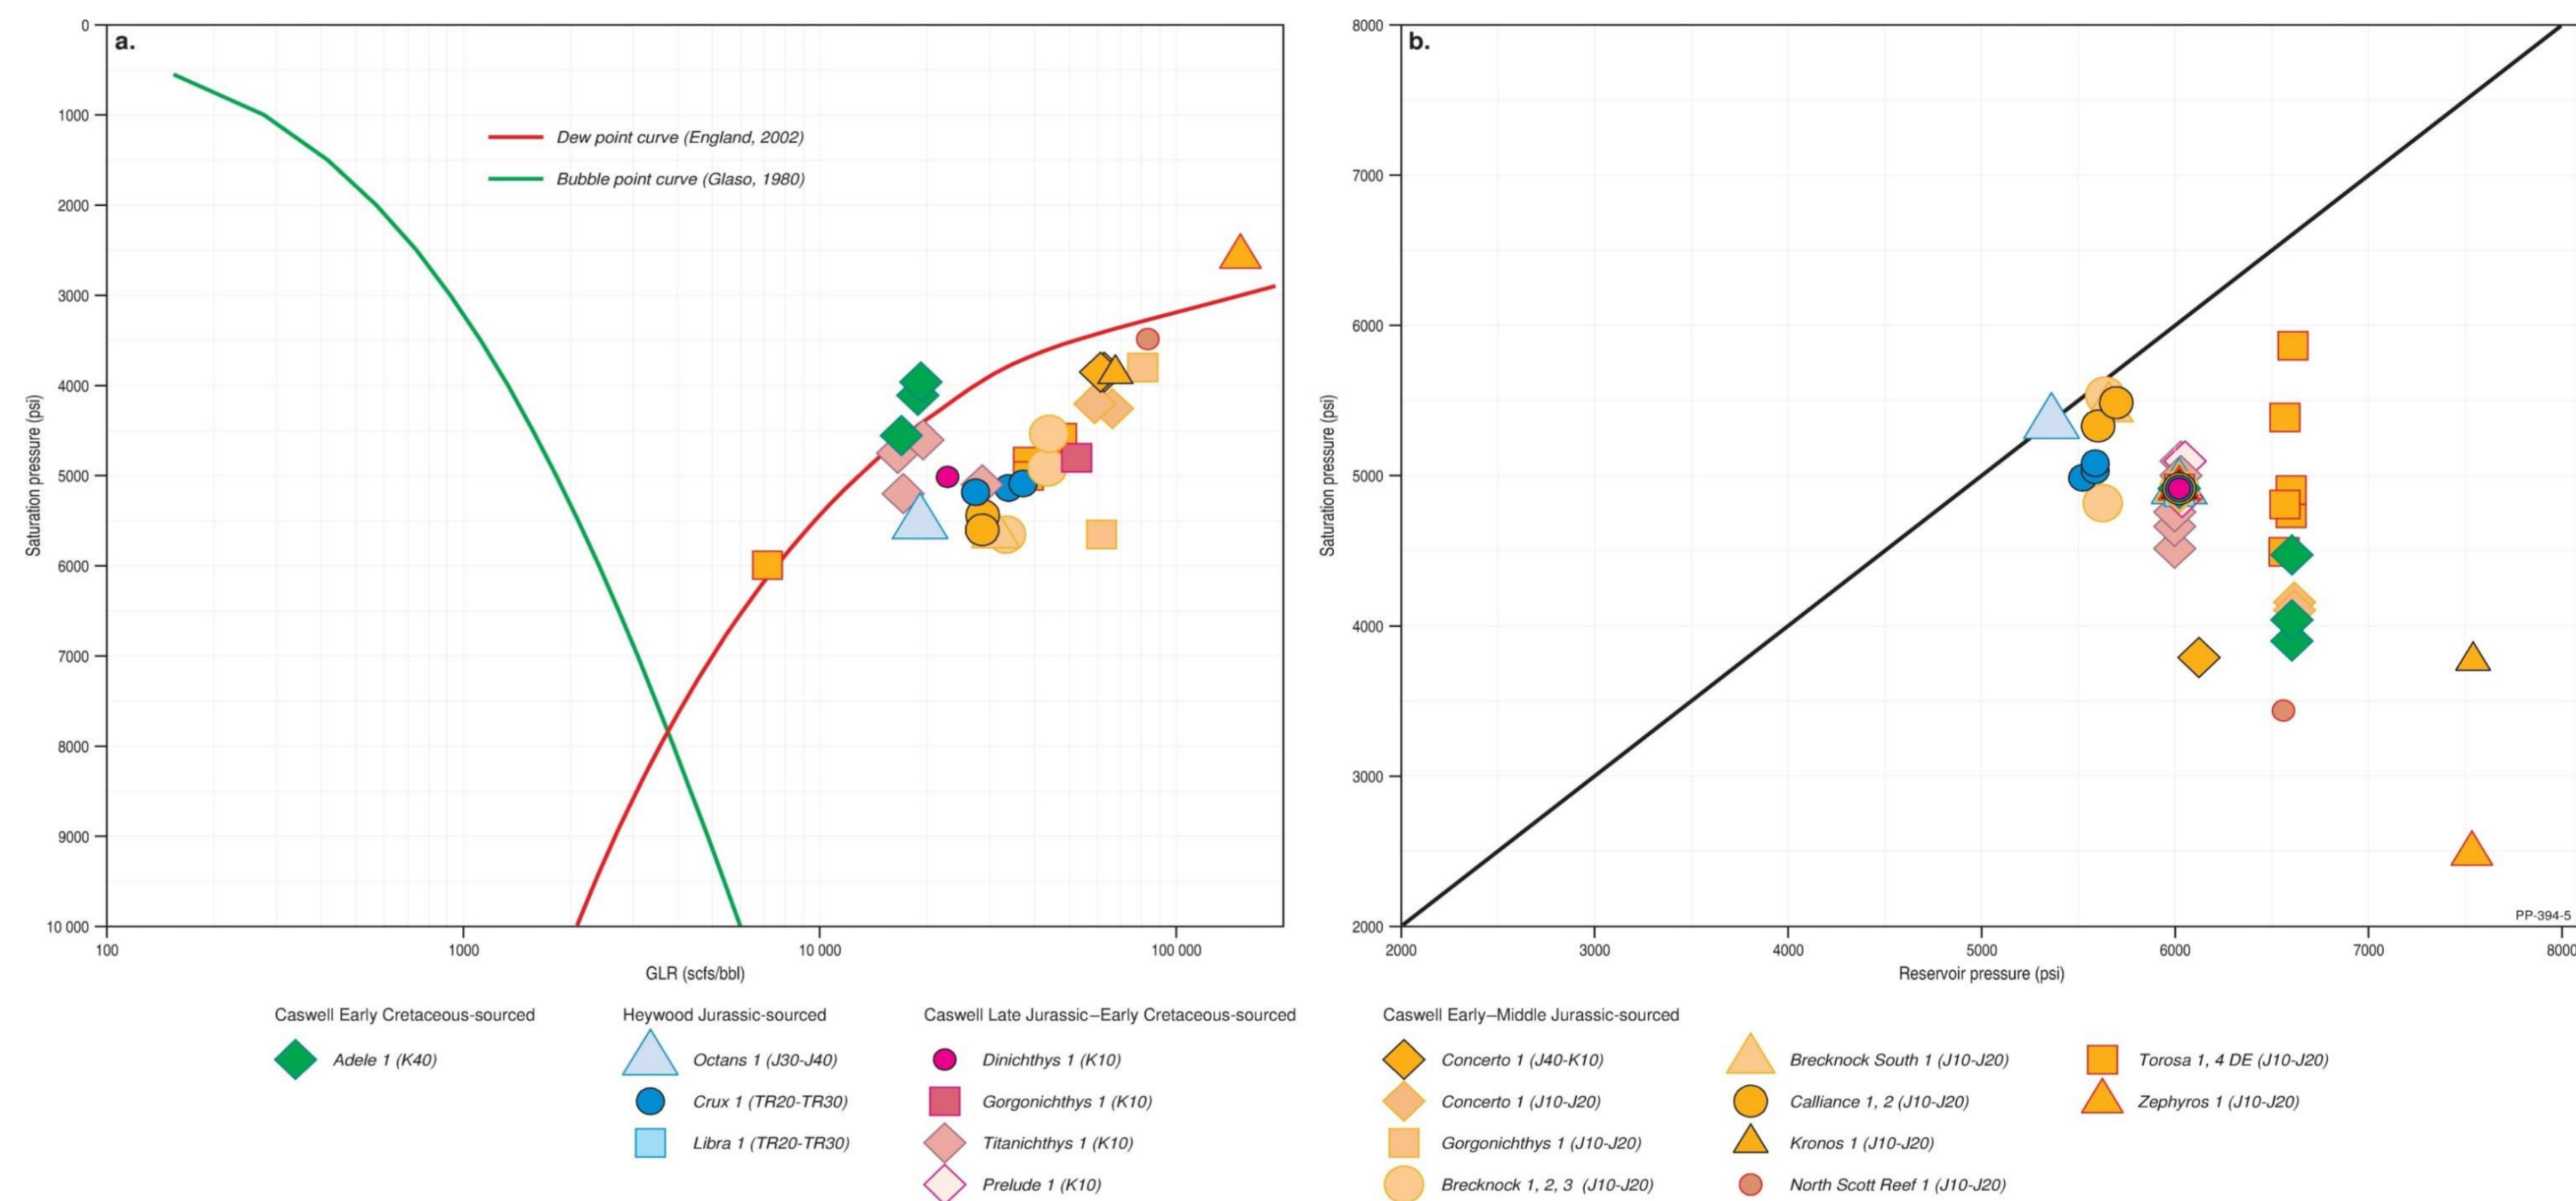 a.
0
1000
2000
3000
4000
5000
6000
7000
8000
9000
10 000
Saturation pressure (psi)
Dew point curve (England, 2002)
Bubble point curve (Glaso, 1980)
100
1000
10 000
100 000
GLR (scfs/bbl)
b.
8000
7000
6000
5000
4000
3000
2000
Saturation pressure (psi)
PP-394-5
2000
3000
4000
5000
6000
7000
8000
Reservoir pressure (psi)
Caswell Early Cretaceous-sourced
Adele 1 (K40)
Heywood Jurassic-sourced
Octans 1 (J30-J40)
Crux 1 (TR20-TR30)
Libra 1 (TR20-TR30)
Caswell Late Jurassic–Early Cretaceous-sourced
Dinichthys 1 (K10)
Gorgonichthys 1 (K10)
Titanichthys 1 (K10)
Prelude 1 (K10)
Caswell Early–Middle Jurassic-sourced
Concerto 1 (J40-K10)
Concerto 1 (J10-J20)
Gorgonichthys 1 (J10-J20)
Brecknock 1, 2, 3 (J10-J20)
Brecknock South 1 (J10-J20)
Calliance 1, 2 (J10-J20)
Kronos 1 (J10-J20)
North Scott Reef 1 (J10-J20)
Torosa 1, 4 DE (J10-J20)
Zephyros 1 (J10-J20)